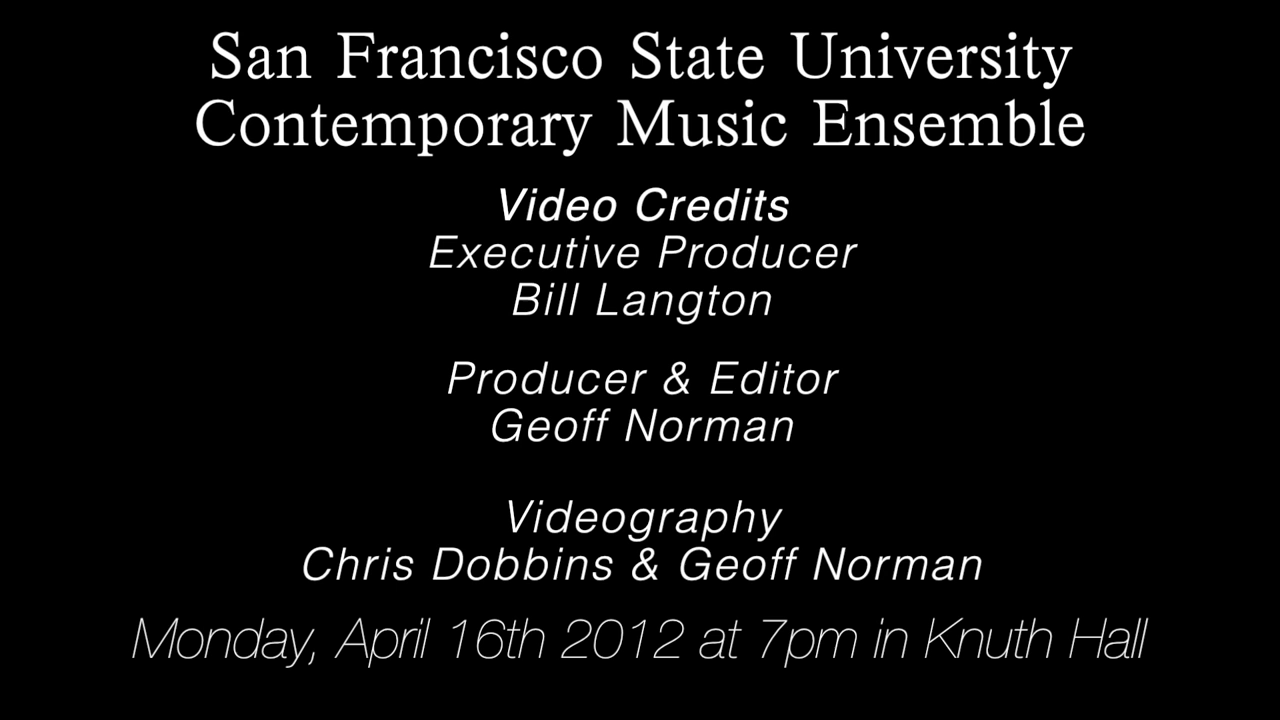 San Francisco State University
Contemporary Music Ensemble
Video Credits
Executive Producer
Bill Langton
Producer & Editor
Geoff Norman
Videography
Chris Dobbins & Geoff Norman
Monday, April 16th 2012 at 7pm in Knuth Hall